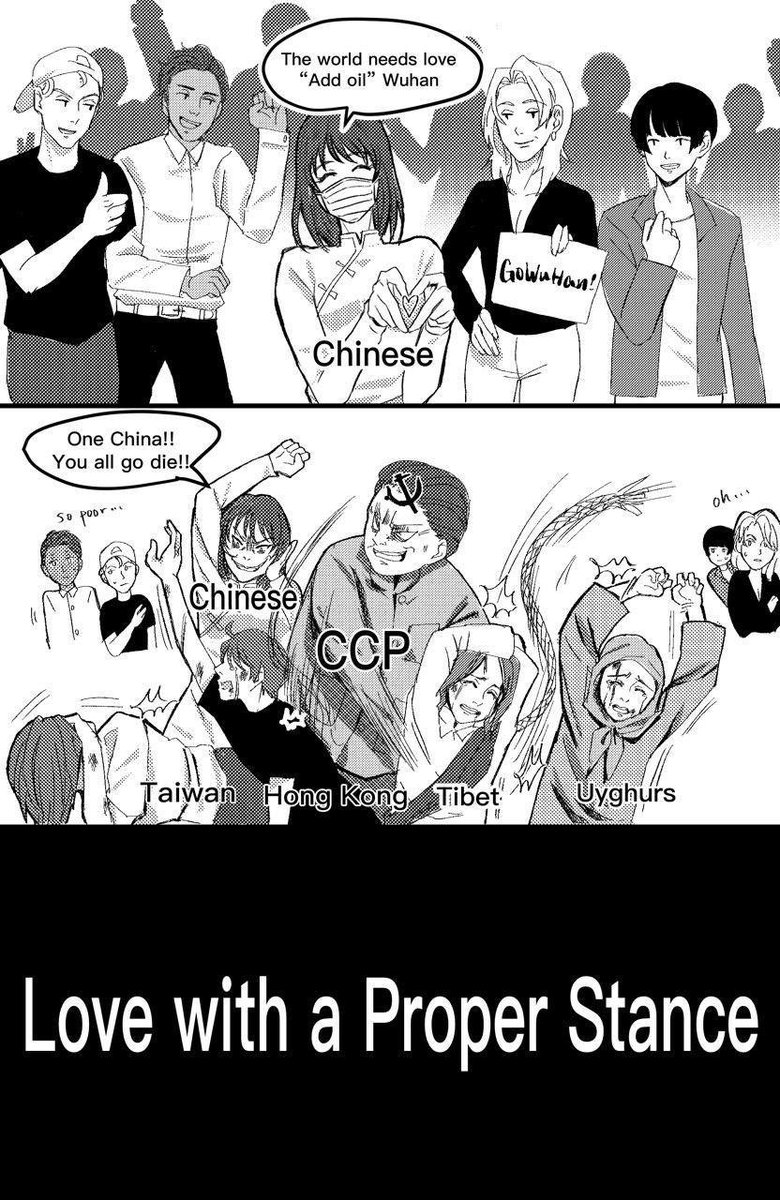 The world needs love
“Add oil” Wuhan
GoWuHan!
Chinese
One China!!
You all go die!!
so poor...
oh...
Chinese
CCP
Taiwan
Hong Kong
Tibet
Uyghurs
Love with a Proper Stance